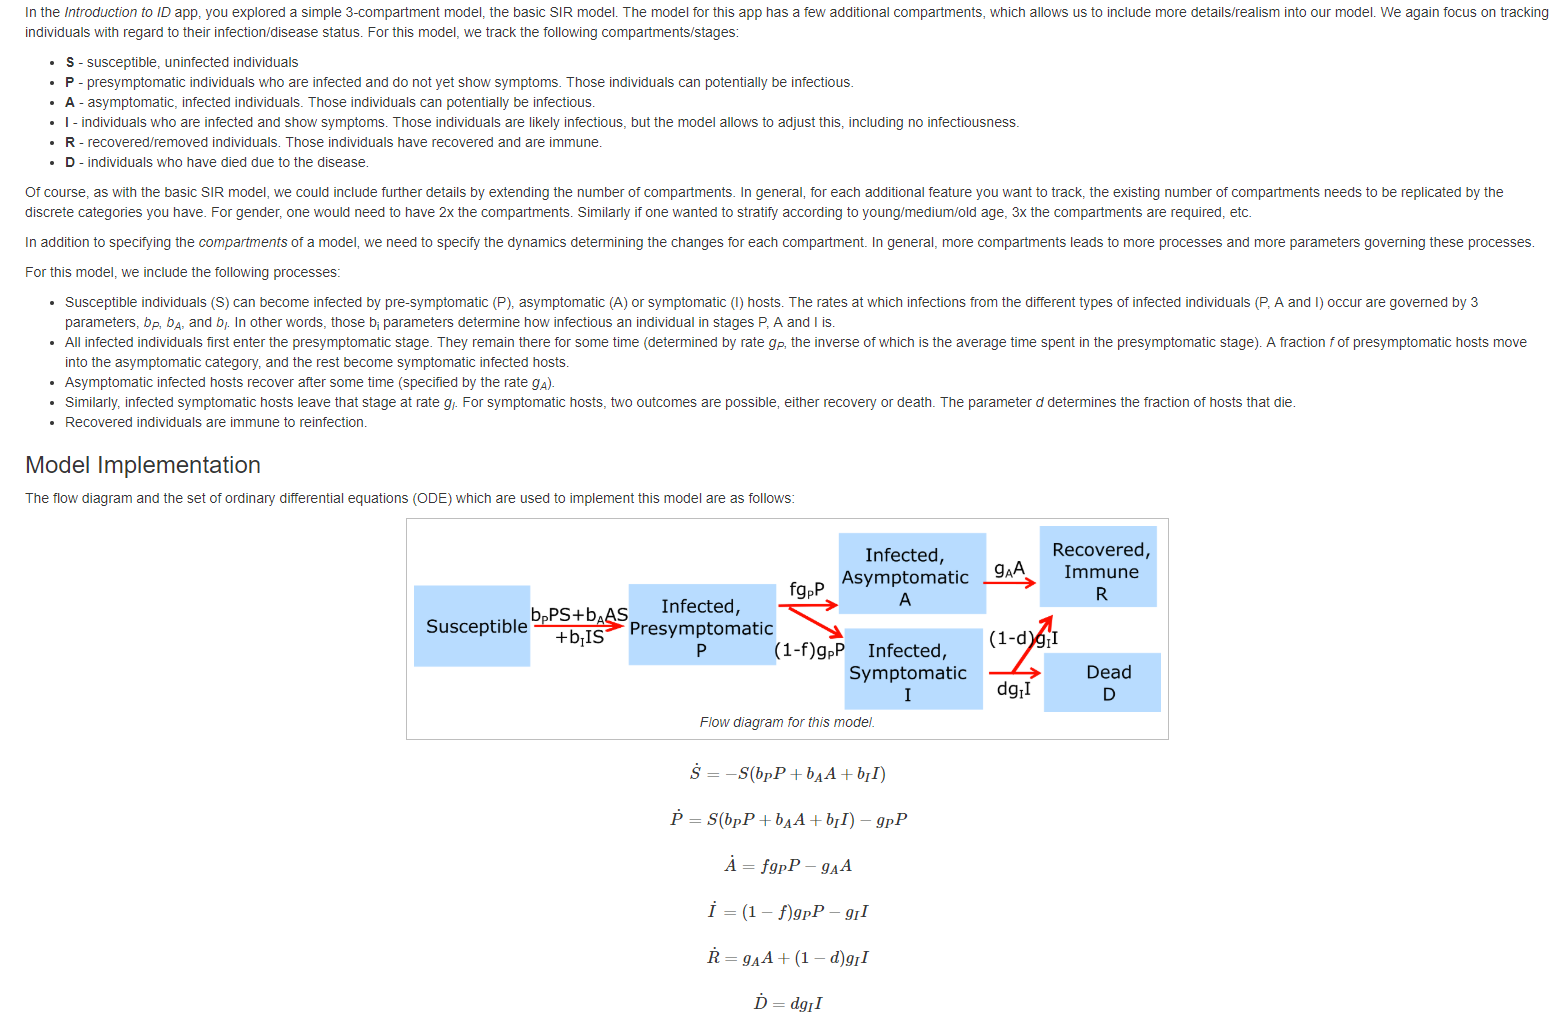 In the Introduction to ID app, you explored a simple 3-compartment model, the basic SIR model. The model for this app has a few additional compartments, which allows us to include more details/realism into our model. We again focus on tracking
individuals with regard to their infection/disease status. For this model, we track the following compartments/stages:
• S - susceptible, uninfected individuals
• P - presymptomatic individuals who are infected and do not yet show symptoms. Those individuals can potentially be infectious.
• A - asymptomatic, infected individuals. Those individuals can potentially be infectious.
• I - individuals who are infected and show symptoms. Those individuals are likely infectious, but the model allows to adjust this, including no infectiousness.
• R - recovered/removed individuals. Those individuals have recovered and are immune.
• D - individuals who have died due to the disease.
Of course, as with the basic SIR model, we could include further details by extending the number of compartments. In general, for each additional feature you want to track, the existing number of compartments needs to be replicated by the
discrete categories you have. For gender, one would need to have 2x the compartments. Similarly if one wanted to stratify according to young/medium/old age, 3x the compartments are required, etc.
In addition to specifying the compartments of a model, we need to specify the dynamics determining the changes for each compartment. In general, more compartments leads to more processes and more parameters governing these processes.
For this model, we include the following processes:
• Susceptible individuals (S) can become infected by pre-symptomatic (P), asymptomatic (A) or symptomatic (I) hosts. The rates at which infections from the different types of infected individuals (P, A and I) occur are governed by 3
parameters, b_P, b_A, and b_I. In other words, those b_i parameters determine how infectious an individual in stages P, A and I is.
• All infected individuals first enter the presymptomatic stage. They remain there for some time (determined by rate g_P, the inverse of which is the average time spent in the presymptomatic stage). A fraction f of presymptomatic hosts move
into the asymptomatic category, and the rest become symptomatic infected hosts.
• Asymptomatic infected hosts recover after some time (specified by the rate g_A).
• Similarly, infected symptomatic hosts leave that stage at rate g_I. For symptomatic hosts, two outcomes are possible, either recovery or death. The parameter d determines the fraction of hosts that die.
• Recovered individuals are immune to reinfection.
Model Implementation
The flow diagram and the set of ordinary differential equations (ODE) which are used to implement this model are as follows:
Susceptible
b_PPS+b_AAS
+b_IIS
Infected,
Presymptomatic
P
fg_PP
(1-f)g_PP
Infected,
Asymptomatic
A
Infected,
Symptomatic
I
g_AA
(1-d)g_II
dg_II
Recovered,
Immune
R
Dead
D
Flow diagram for this model.
Ṡ = −S(b_P P + b_A A + b_I I)
Ṗ = S(b_P P + b_A A + b_I I) − g_P P
Ȧ = f g_P P − g_A A
İ = (1 − f)g_P P − g_I I
Ṙ = g_A A + (1 − d)g_I I
Ḋ = d g_I I